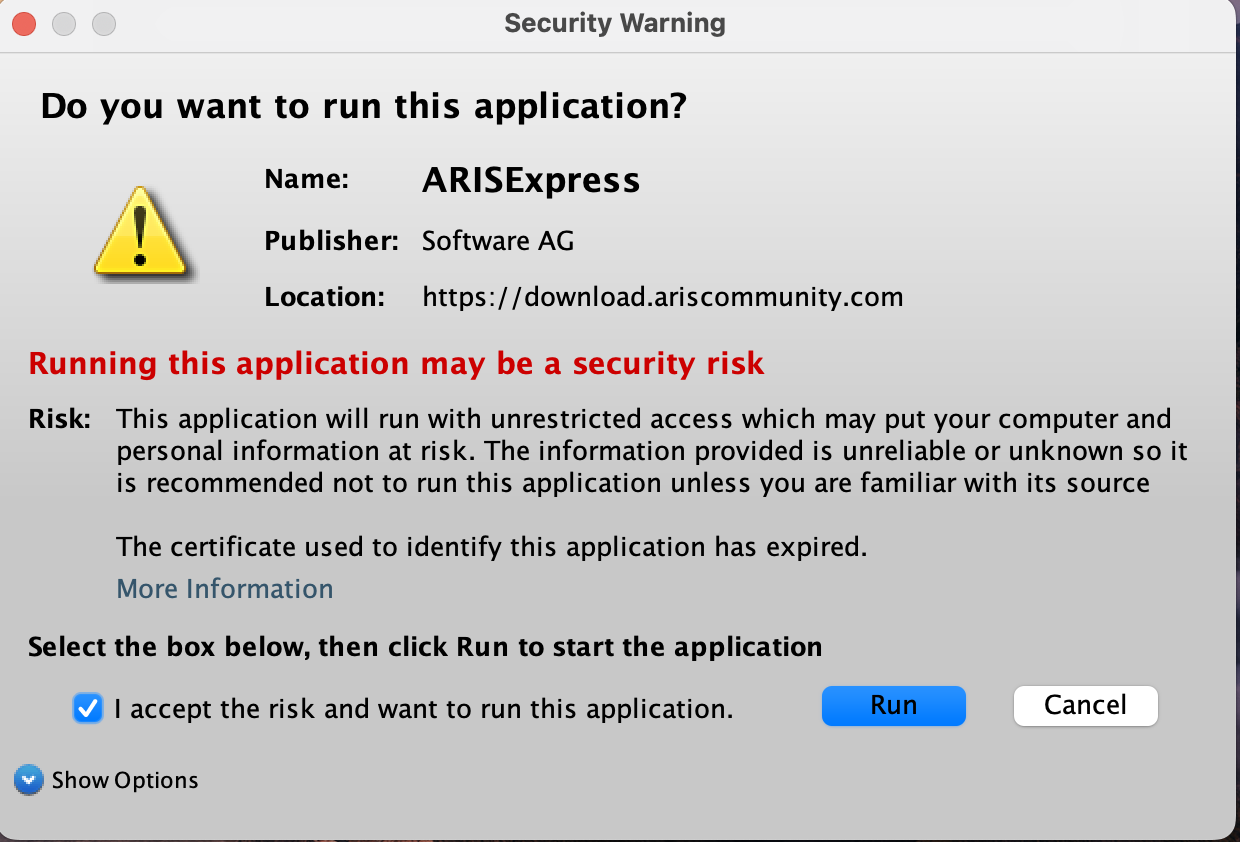 Security Warning
Do you want to run this application?
Name: ARISExpress
Publisher: Software AG
Location: https://download.ariscommunity.com
Running this application may be a security risk
Risk: This application will run with unrestricted access which may put your computer and
personal information at risk. The information provided is unreliable or unknown so it
is recommended not to run this application unless you are familiar with its source
The certificate used to identify this application has expired.
More Information
Select the box below, then click Run to start the application
I accept the risk and want to run this application. Run Cancel
Show Options